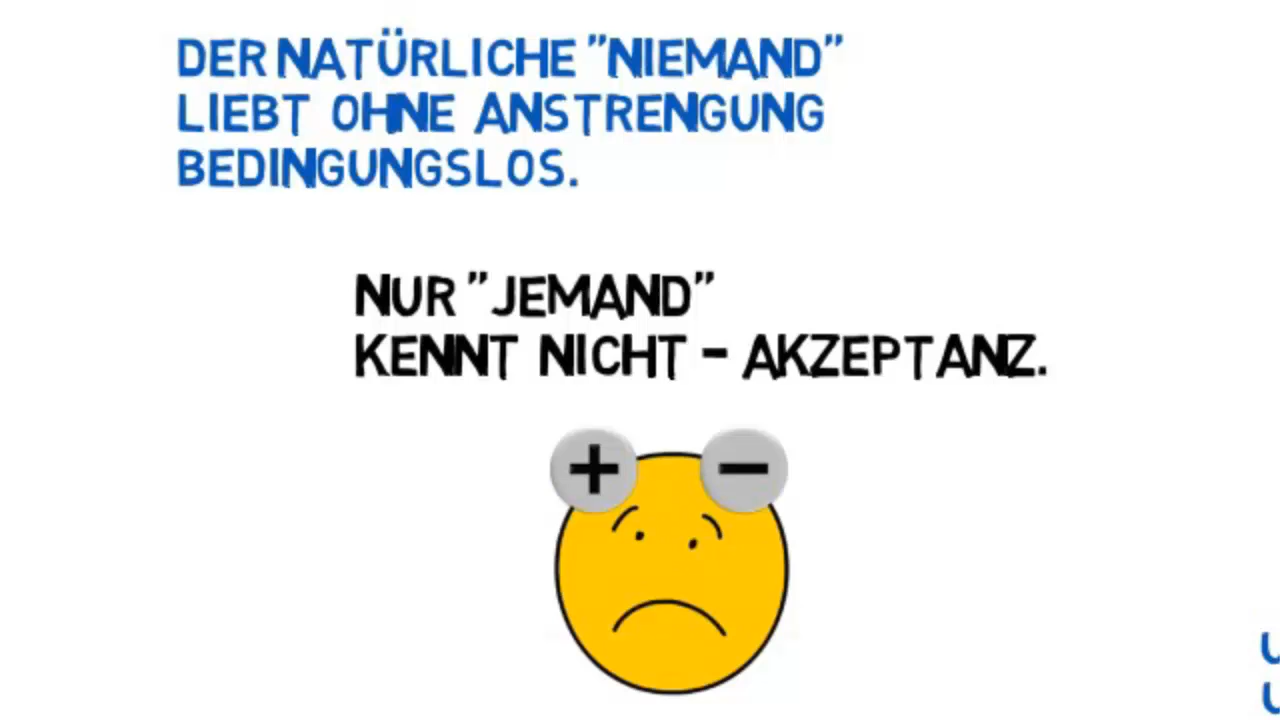 DER NATÜRLICHE "NIEMAND"
LIEBT OHNE ANSTRENGUNG
BEDINGUNGSLOS.
NUR "JEMAND"
KENNT NICHT - AKZEPTANZ.
+ −